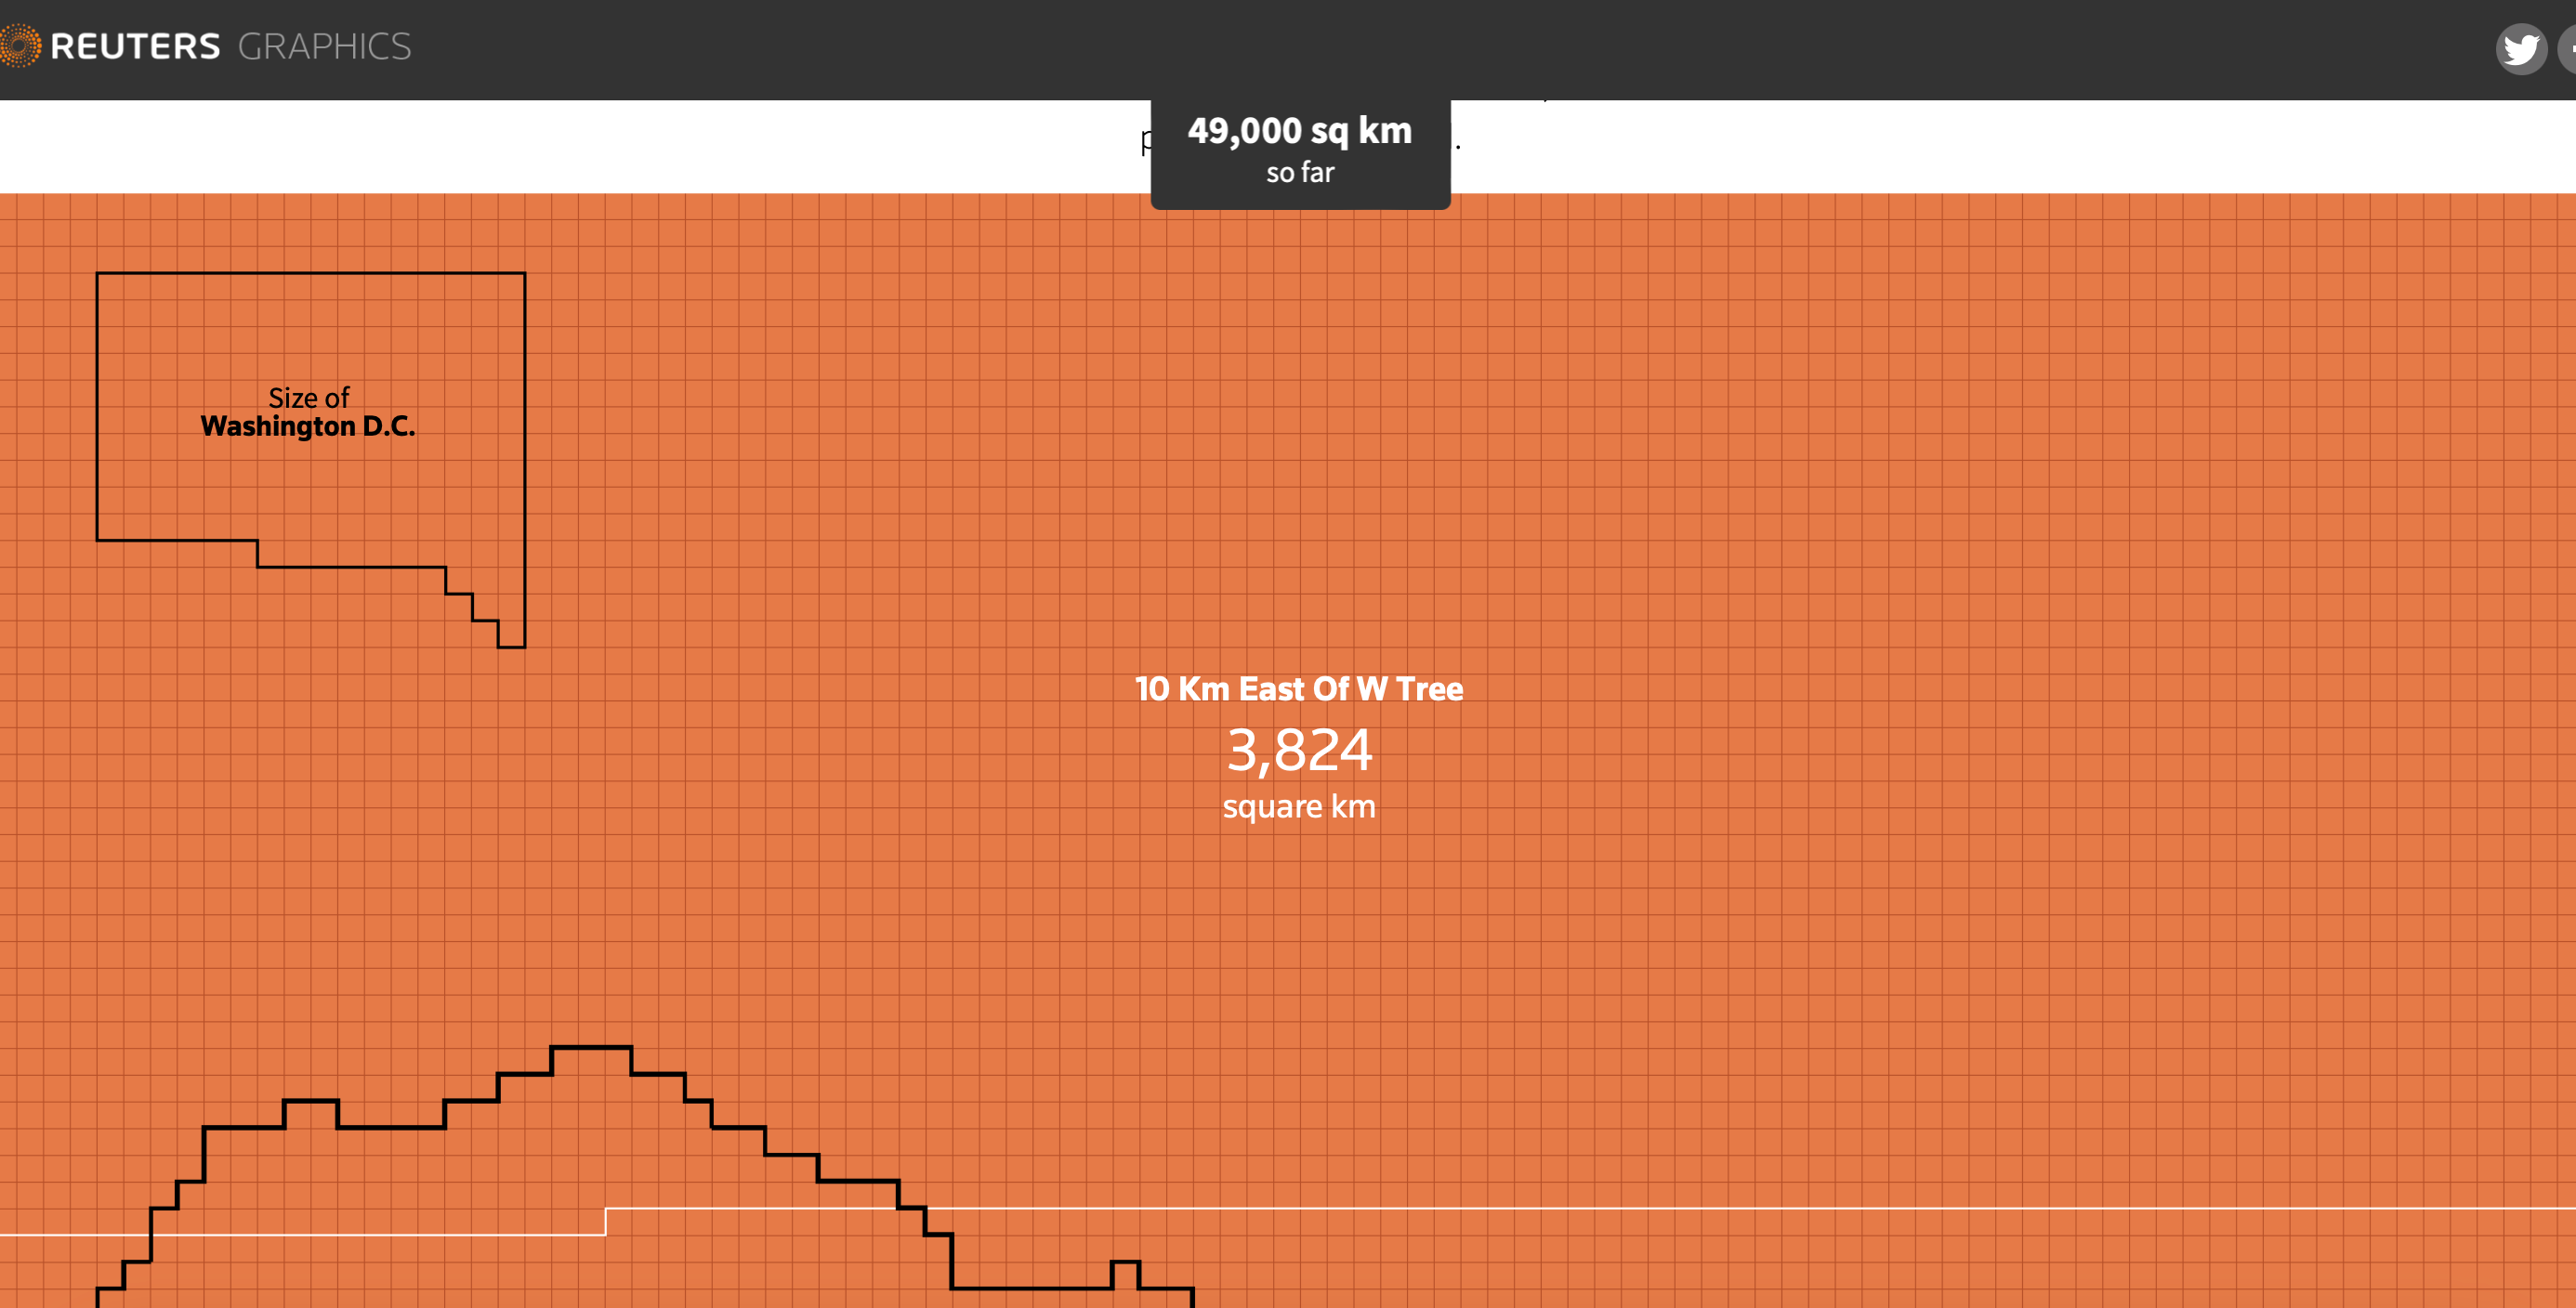 REUTERS GRAPHICS
49,000 sq km
so far
Size of
Washington D.C.
10 Km East Of W Tree
3,824
square km